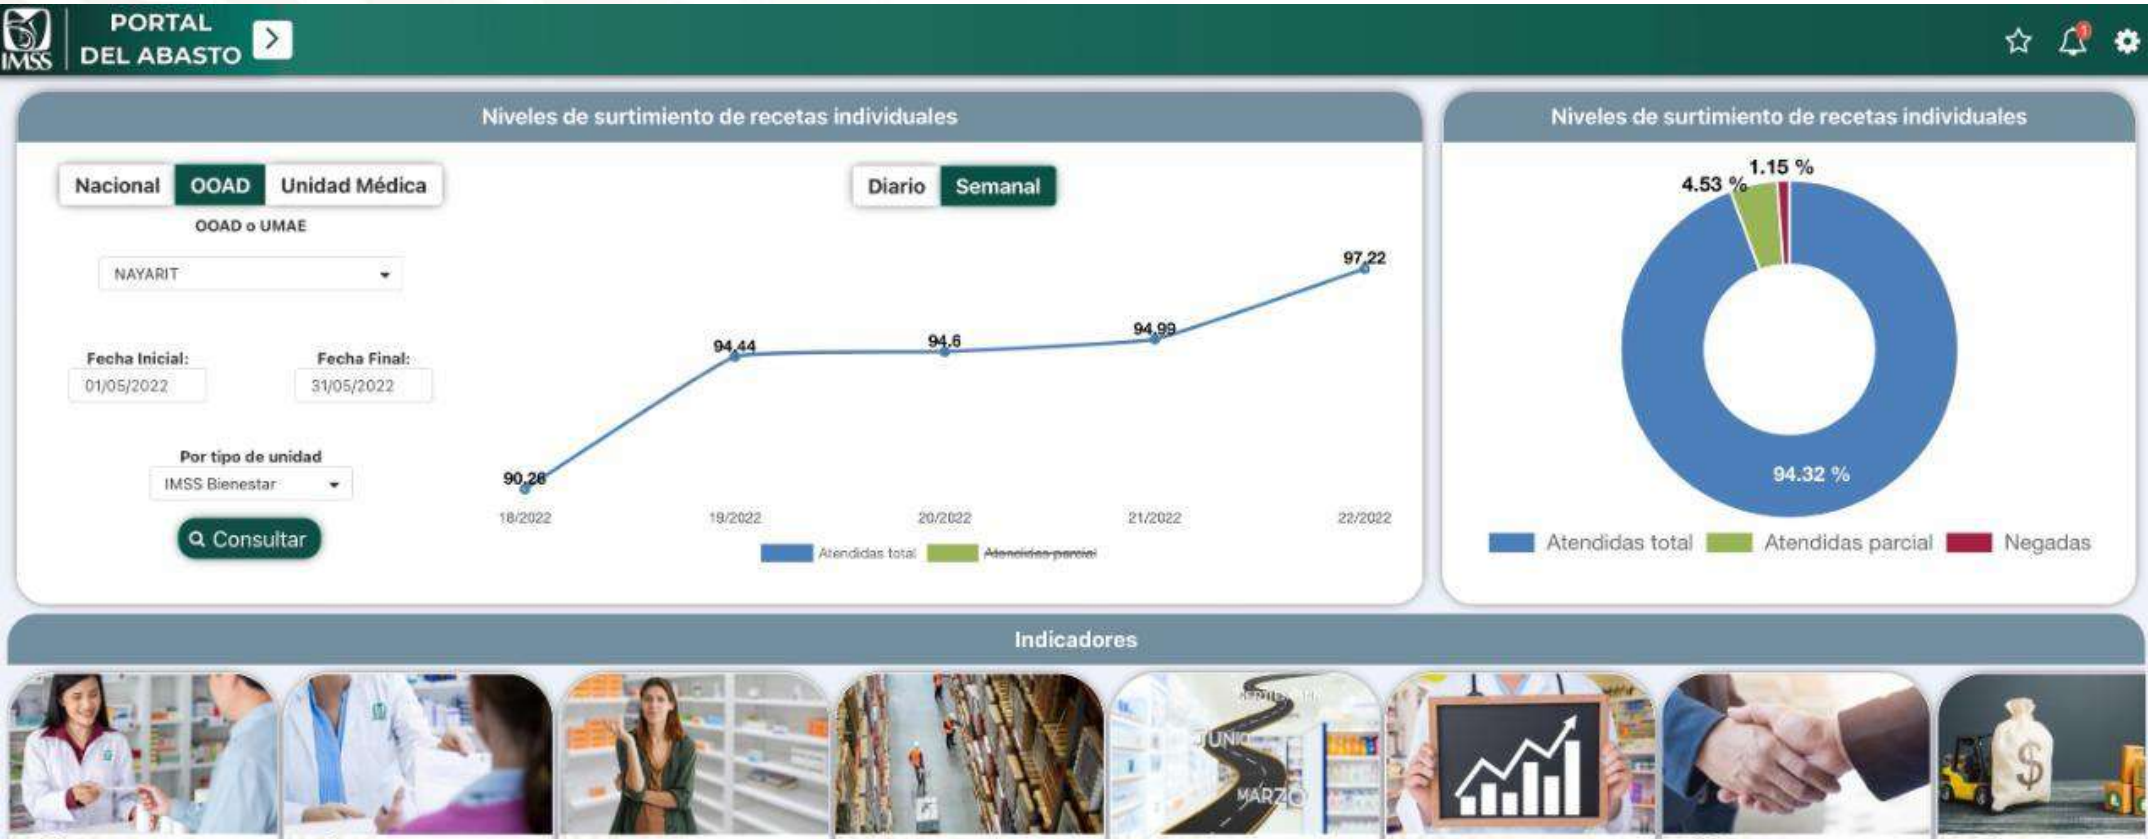 IMSS
PORTAL
DEL ABASTO
1
Niveles de surtimiento de recetas individuales
Nacional
OOAD
Unidad Médica
OOAD o UMAE
NAYARIT
Fecha Inicial:
Fecha Final:
01/05/2022
31/05/2022
Por tipo de unidad
IMSS Bienestar
Consultar
Diario
Semanal
90.26
94.44
94.6
94.99
97.22
18/2022
19/2022
20/2022
21/2022
22/2022
Atendidas total
Atendidas parcial
Niveles de surtimiento de recetas individuales
4.53 %
1.15 %
94.32 %
Atendidas total
Atendidas parcial
Negadas
Indicadores
JUNIO
MARZO
$